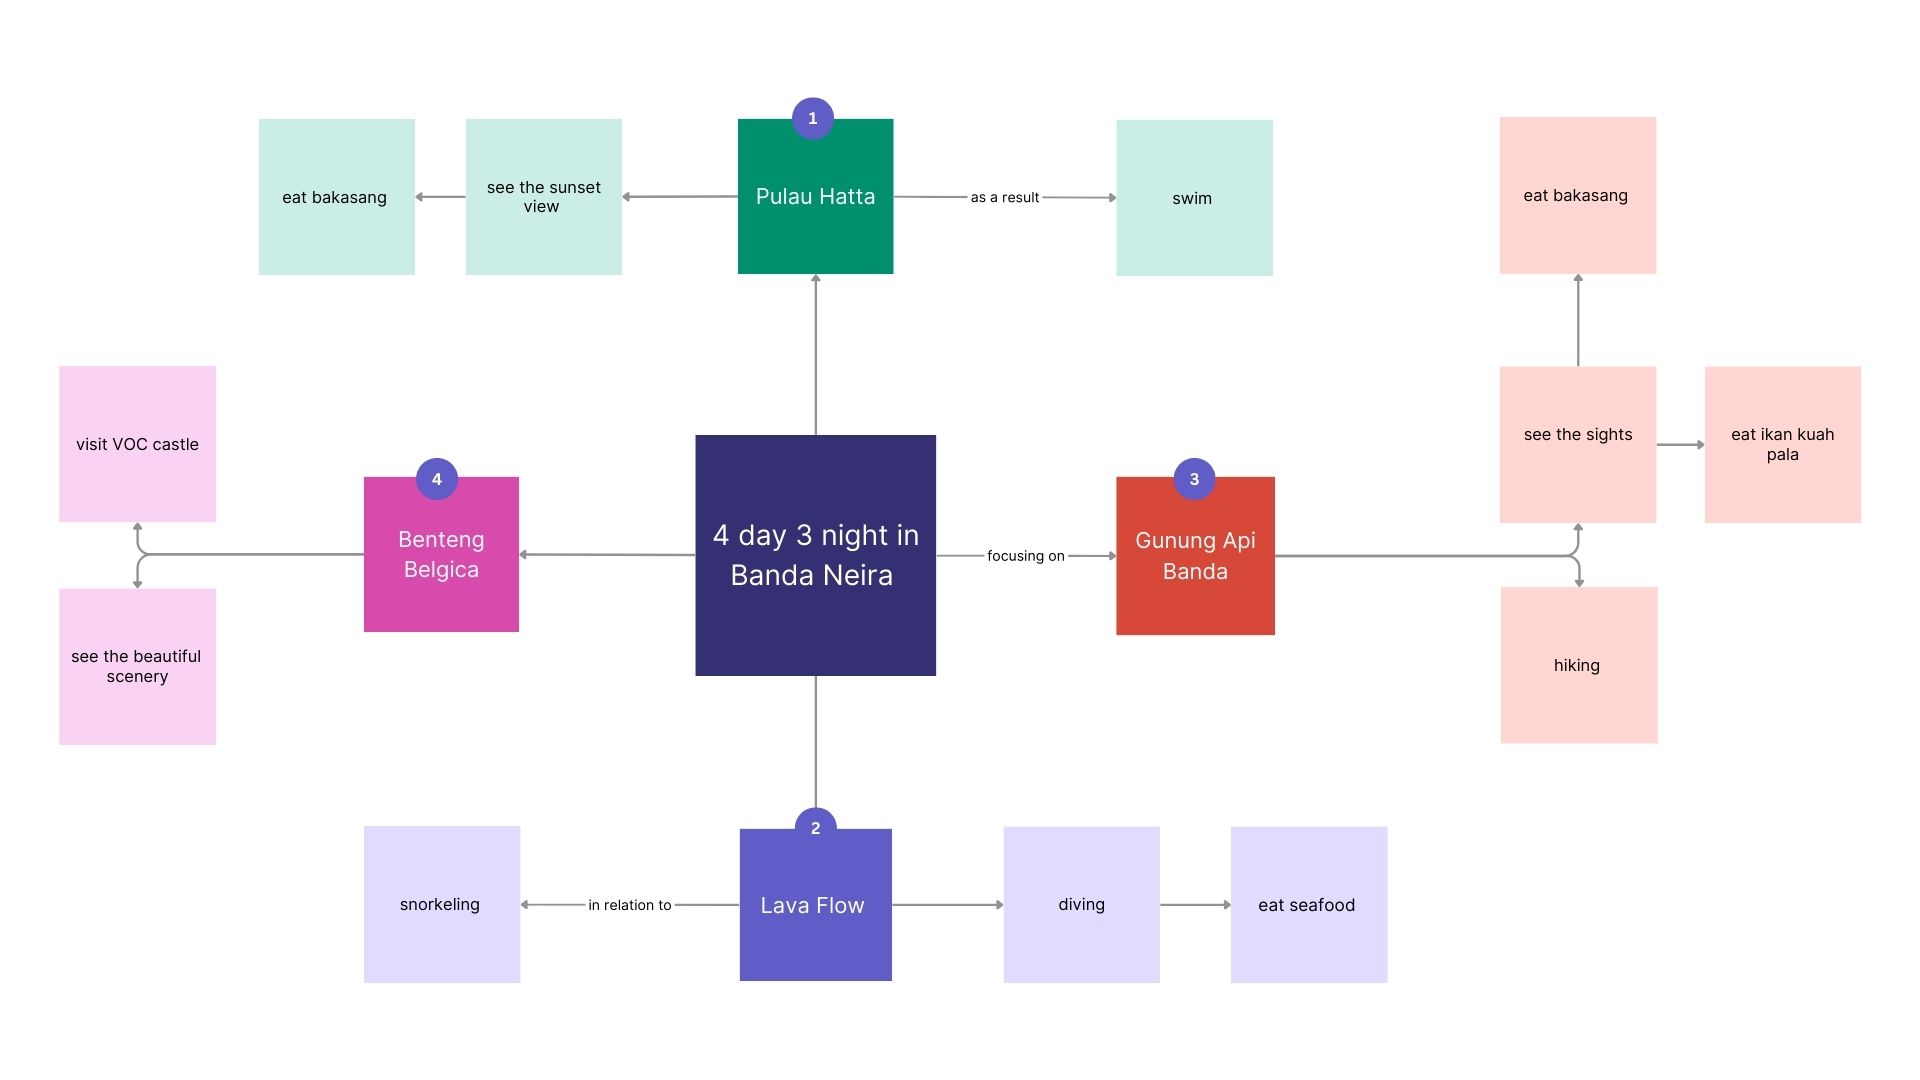 1
eat bakasang
see the sunset
view
Pulau Hatta
as a result
swim
eat bakasang
visit VOC castle
see the sights
eat ikan kuah
pala
4
Benteng
Belgica
4 day 3 night in
Banda Neira
focusing on
3
Gunung Api
Banda
see the beautiful
scenery
hiking
2
snorkeling
in relation to
Lava Flow
diving
eat seafood